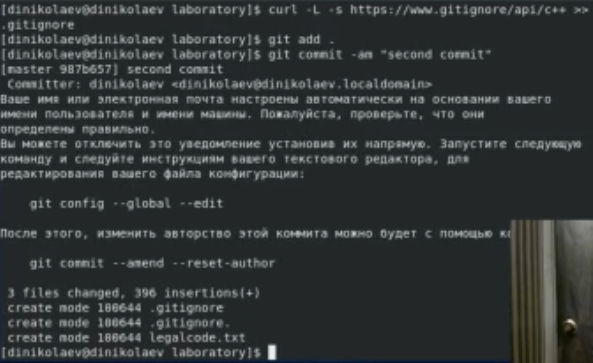 [dinikolaev@dinikolaev laboratory]$ curl -L -s https://www.gitignore/api/c++ >>
.gitignore
[dinikolaev@dinikolaev laboratory]$ git add .
[dinikolaev@dinikolaev laboratory]$ git commit -am "second commit"
[master 987b657] second commit
Committer: dinikolaev <dinikolaev@dinikolaev.localdomain>
Ваше имя или электронная почта настроены автоматически на основании вашего
имени пользователя и имени машины. Пожалуйста, проверьте, что они
определены правильно.
Вы можете отключить это уведомление установив их напрямую. Запустите следующую
команду и следуйте инструкциям вашего текстового редактора, для
редактирования вашего файла конфигурации:
git config --global --edit
После этого, изменить авторство этой коммита можно будет с помощью
git commit --amend --reset-author
3 files changed, 396 insertions(+)
create mode 100644 .gitignore
create mode 100644 .gitignore.
create mode 100644 legalcode.txt
[dinikolaev@dinikolaev laboratory]$